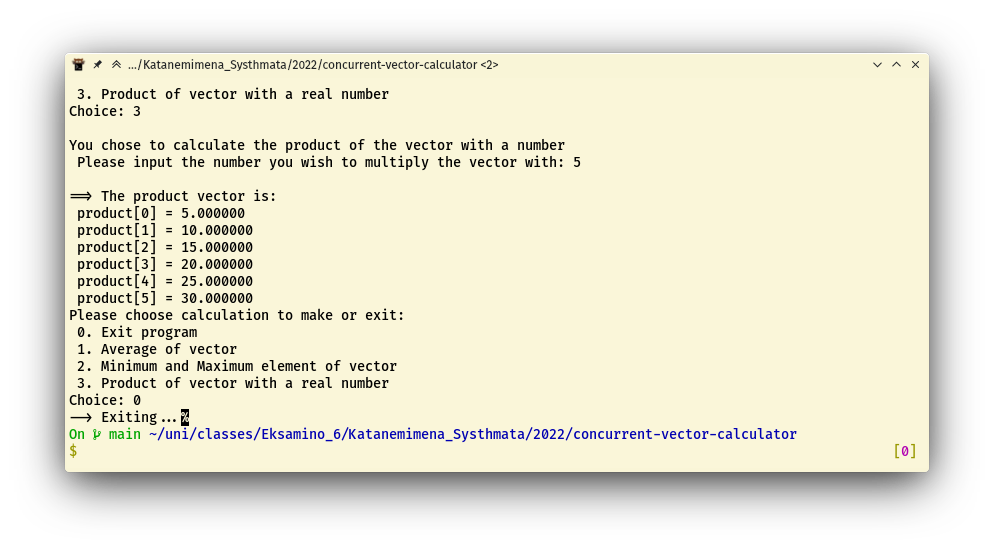 .../Katanemimena_Systhmata/2022/concurrent-vector-calculator <2>
3. Product of vector with a real number
Choice: 3
You chose to calculate the product of the vector with a number
Please input the number you wish to multiply the vector with: 5
==> The product vector is:
product[0] = 5.000000
product[1] = 10.000000
product[2] = 15.000000
product[3] = 20.000000
product[4] = 25.000000
product[5] = 30.000000
Please choose calculation to make or exit:
0. Exit program
1. Average of vector
2. Minimum and Maximum element of vector
3. Product of vector with a real number
Choice: 0
--> Exiting...%
On main ~/uni/classes/Eksamino_6/Katanemimena_Systhmata/2022/concurrent-vector-calculator
$ [0]